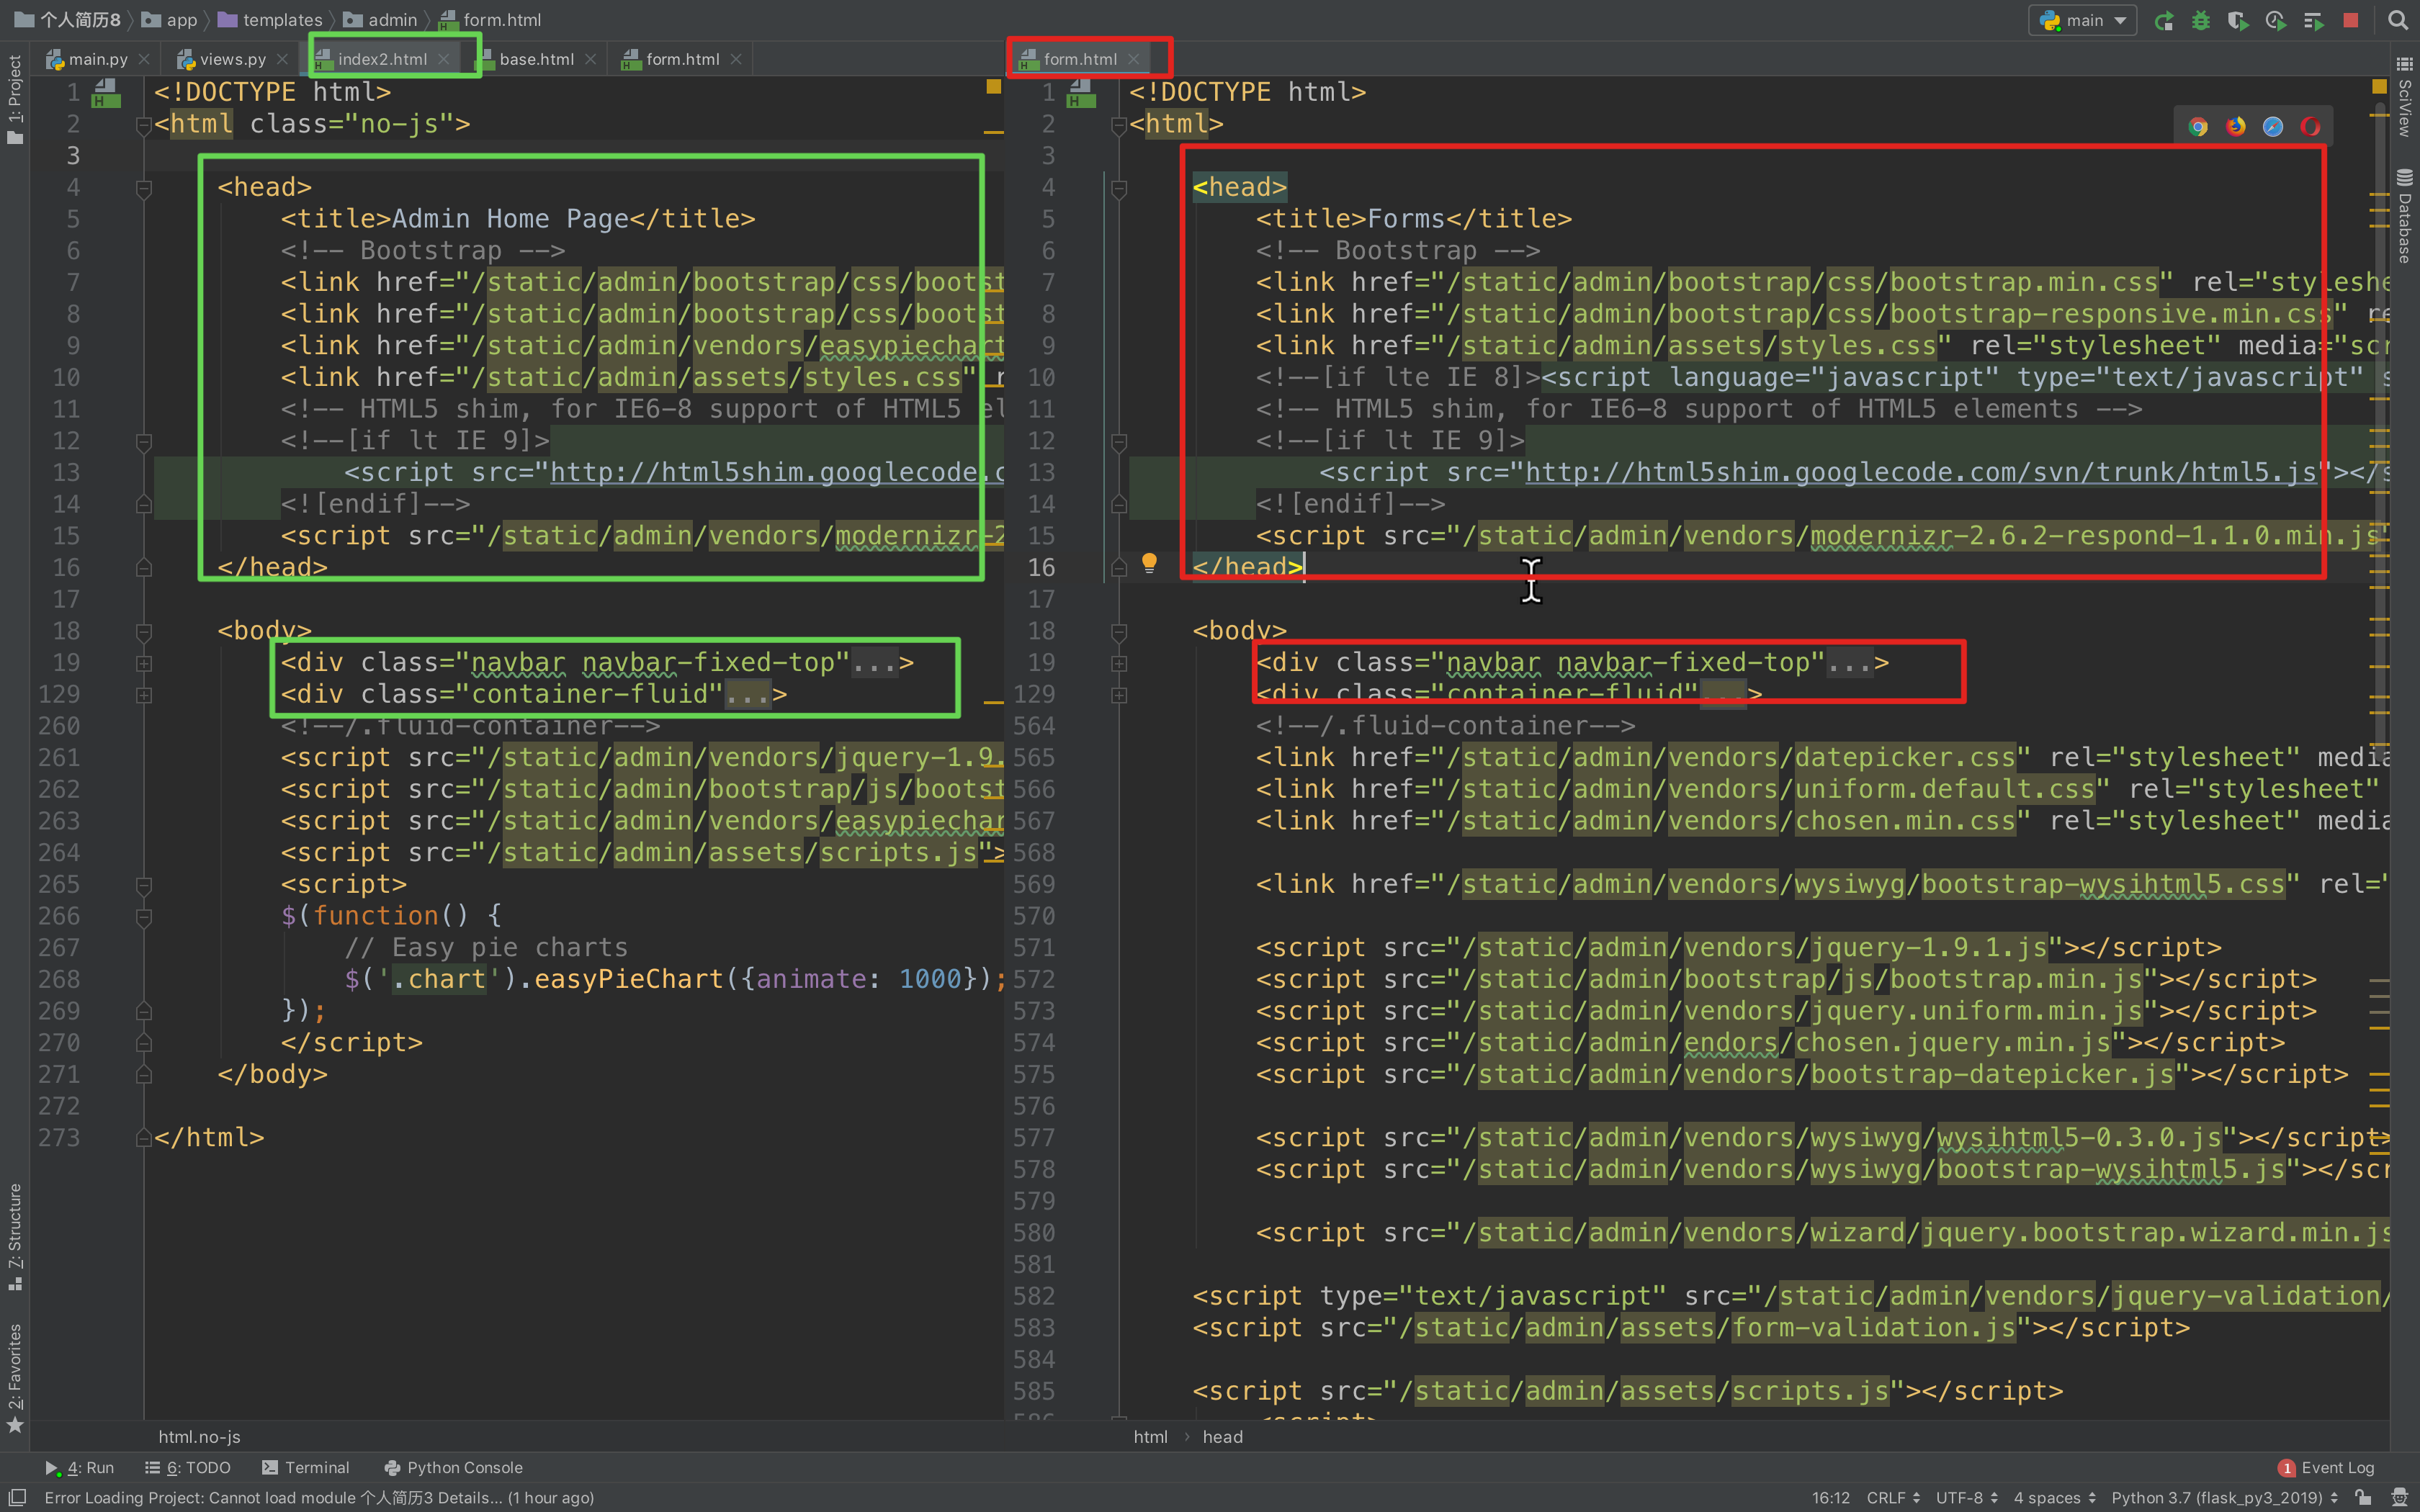 个人简历8 app templates admin form.html
main
main.py views.py index2.html base.html form.html
form.html
1: Project
7: Structure
2: Favorites
1 <!DOCTYPE html>
2 <html class="no-js">
3
4 <head>
5 <title>Admin Home Page</title>
6 <!-- Bootstrap -->
7 <link href="/static/admin/bootstrap/css/bootst
8 <link href="/static/admin/bootstrap/css/bootst
9 <link href="/static/admin/vendors/easypiechart
10 <link href="/static/admin/assets/styles.css" r
11 <!-- HTML5 shim, for IE6-8 support of HTML5 el
12 <!--[if lt IE 9]>
13 <script src="http://html5shim.googlecode.c
14 <![endif]-->
15 <script src="/static/admin/vendors/modernizr-2
16 </head>
17
18 <body>
19 <div class="navbar navbar-fixed-top"...>
129 <div class="container-fluid"...>
260 <!--/.fluid-container-->
261 <script src="/static/admin/vendors/jquery-1.9.
262 <script src="/static/admin/bootstrap/js/bootst
263 <script src="/static/admin/vendors/easypiechar
264 <script src="/static/admin/assets/scripts.js">
265 <script>
266 $(function() {
267 // Easy pie charts
268 $('.chart').easyPieChart({animate: 1000});
269 });
270 </script>
271 </body>
272
273 </html>
html.no-js
1 <!DOCTYPE html>
2 <html>
3
4 <head>
5 <title>Forms</title>
6 <!-- Bootstrap -->
7 <link href="/static/admin/bootstrap/css/bootstrap.min.css" rel="styleshe
8 <link href="/static/admin/bootstrap/css/bootstrap-responsive.min.css" re
9 <link href="/static/admin/assets/styles.css" rel="stylesheet" media="scr
10 <!--[if lte IE 8]><script language="javascript" type="text/javascript" s
11 <!-- HTML5 shim, for IE6-8 support of HTML5 elements -->
12 <!--[if lt IE 9]>
13 <script src="http://html5shim.googlecode.com/svn/trunk/html5.js"></s
14 <![endif]-->
15 <script src="/static/admin/vendors/modernizr-2.6.2-respond-1.1.0.min.js"
16 </head>
17
18 <body>
19 <div class="navbar navbar-fixed-top"...>
129 <div class="container-fluid"...>
564 <!--/.fluid-container-->
565 <link href="/static/admin/vendors/datepicker.css" rel="stylesheet" media
566 <link href="/static/admin/vendors/uniform.default.css" rel="stylesheet"
567 <link href="/static/admin/vendors/chosen.min.css" rel="stylesheet" media
568
569 <link href="/static/admin/vendors/wysiwyg/bootstrap-wysihtml5.css" rel="
570
571 <script src="/static/admin/vendors/jquery-1.9.1.js"></script>
572 <script src="/static/admin/bootstrap/js/bootstrap.min.js"></script>
573 <script src="/static/admin/vendors/jquery.uniform.min.js"></script>
574 <script src="/static/admin/endors/chosen.jquery.min.js"></script>
575 <script src="/static/admin/vendors/bootstrap-datepicker.js"></script>
576
577 <script src="/static/admin/vendors/wysiwyg/wysihtml5-0.3.0.js"></script>
578 <script src="/static/admin/vendors/wysiwyg/bootstrap-wysihtml5.js"></scr
579
580 <script src="/static/admin/vendors/wizard/jquery.bootstrap.wizard.min.js
581
582 <script type="text/javascript" src="/static/admin/vendors/jquery-validation/
583 <script src="/static/admin/assets/form-validation.js"></script>
584
585 <script src="/static/admin/assets/scripts.js"></script>
586 <script>
html head
SciView
Database
4: Run 6: TODO Terminal Python Console
1 Event Log
Error Loading Project: Cannot load module 个人简历3 Details... (1 hour ago)
16:12 CRLF UTF-8 4 spaces Python 3.7 (flask_py3_2019)